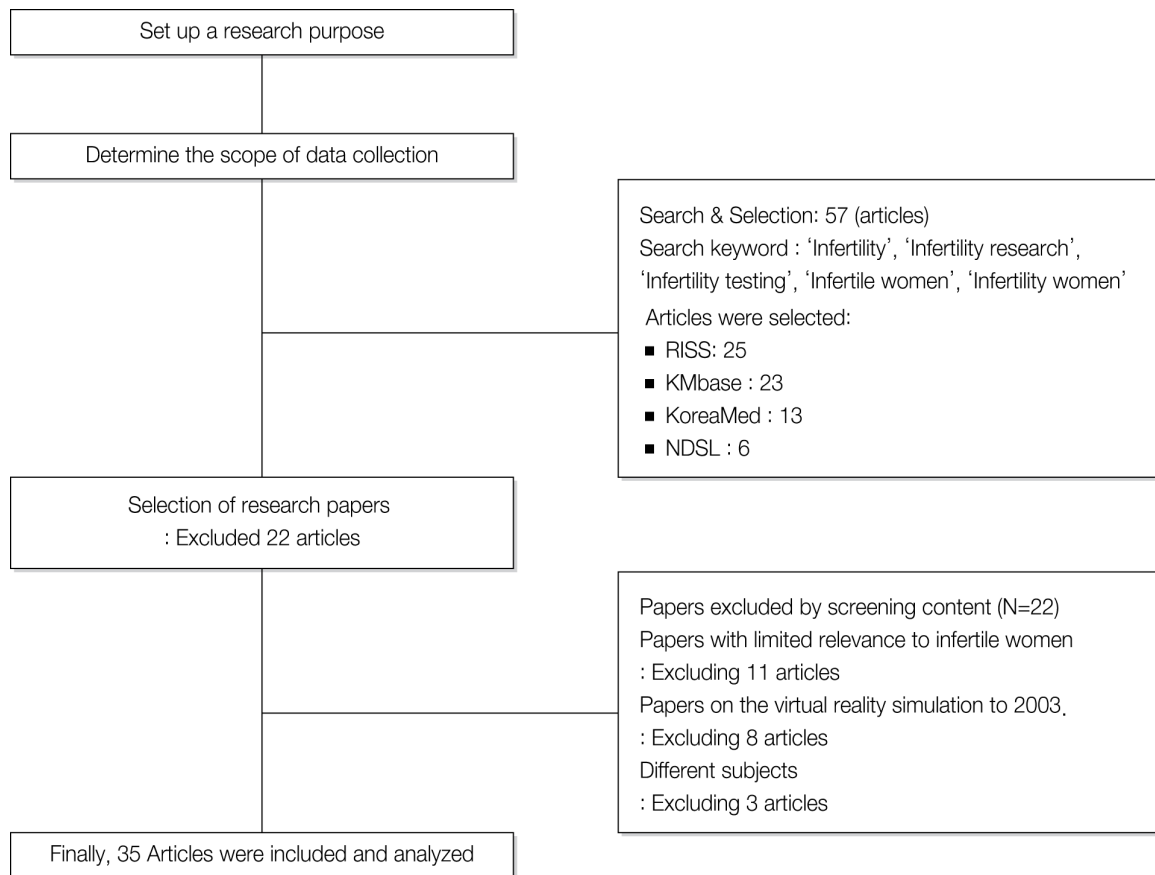 Set up a research purpose
Determine the scope of data collection
Search & Selection: 57 (articles)
Search keyword : ‘Infertility’, ‘Infertility research’,
‘Infertility testing’, ‘Infertile women’, ‘Infertility women’
Articles were selected:
■ RISS: 25
■ KMbase : 23
■ KoreaMed : 13
■ NDSL : 6
Selection of research papers
: Excluded 22 articles
Papers excluded by screening content (N=22)
Papers with limited relevance to infertile women
: Excluding 11 articles
Papers on the virtual reality simulation to 2003.
: Excluding 8 articles
Different subjects
: Excluding 3 articles
Finally, 35 Articles were included and analyzed